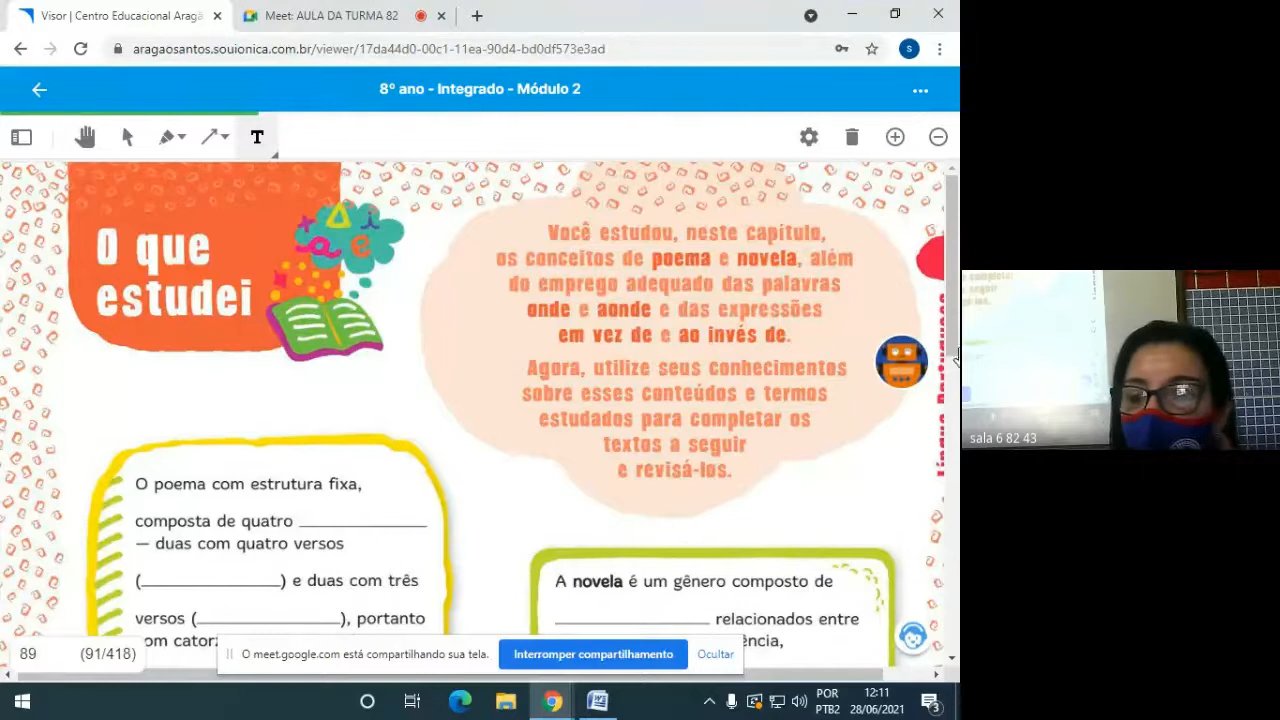 Visor | Centro Educacional Aragã
Meet: AULA DA TURMA 82
aragaosantos.souionica.com.br/viewer/17da44d0-00c1-11ea-90d4-bd0df573e3ad
S
8º ano - Integrado - Módulo 2
T
O que
estudei
Você estudou, neste capítulo,
os conceitos de poema e novela, além
do emprego adequado das palavras
onde e aonde e das expressões
em vez de e ao invés de.
Agora, utilize seus conhecimentos
sobre esses conteúdos e termos
estudados para completar os
textos a seguir
e revisá-los.
O poema com estrutura fixa,
composta de quatro ____________
— duas com quatro versos
(____________) e duas com três
versos (____________), portanto
A novela é um gênero composto de
____________ relacionados entre
89 (91/418)
O meet.google.com está compartilhando sua tela.
Interromper compartilhamento
Ocultar
sala 6 82 43
POR
PTB2
12:11
28/06/2021
3